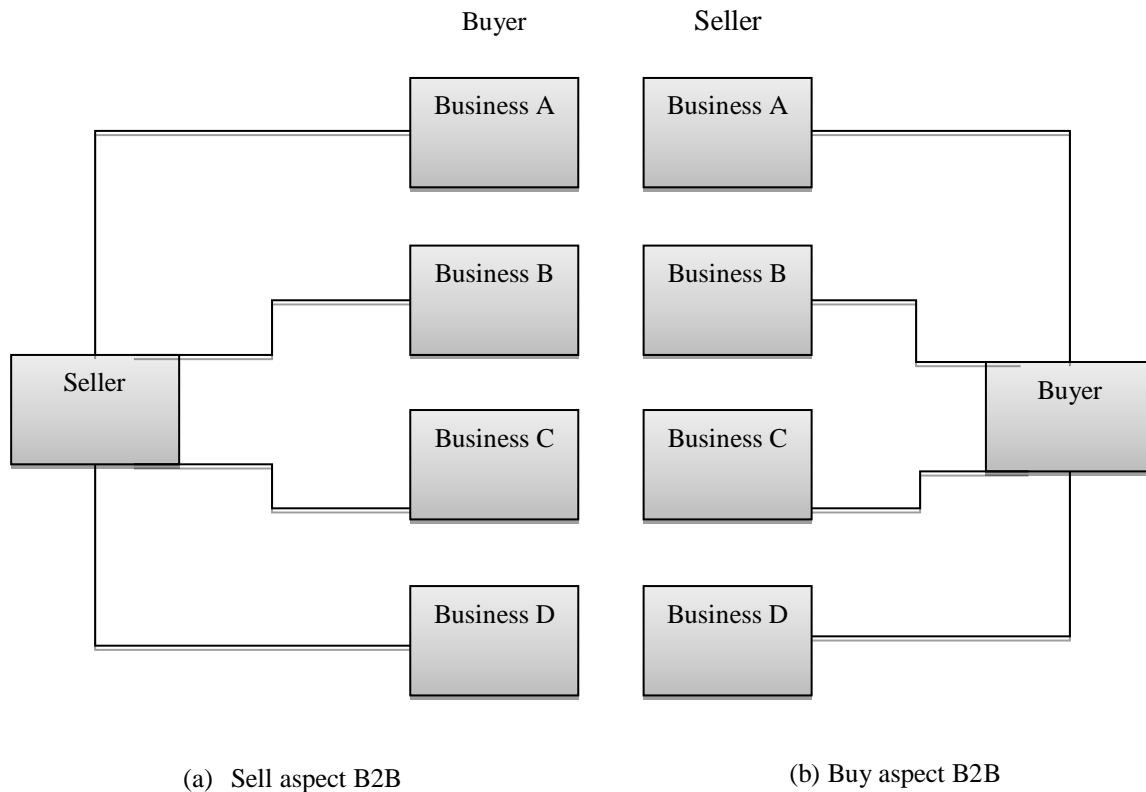 Buyer
Seller
Business A
Business A
Business B
Business B
Seller
Buyer
Business C
Business C
Business D
Business D
(a) Sell aspect B2B
(b) Buy aspect B2B